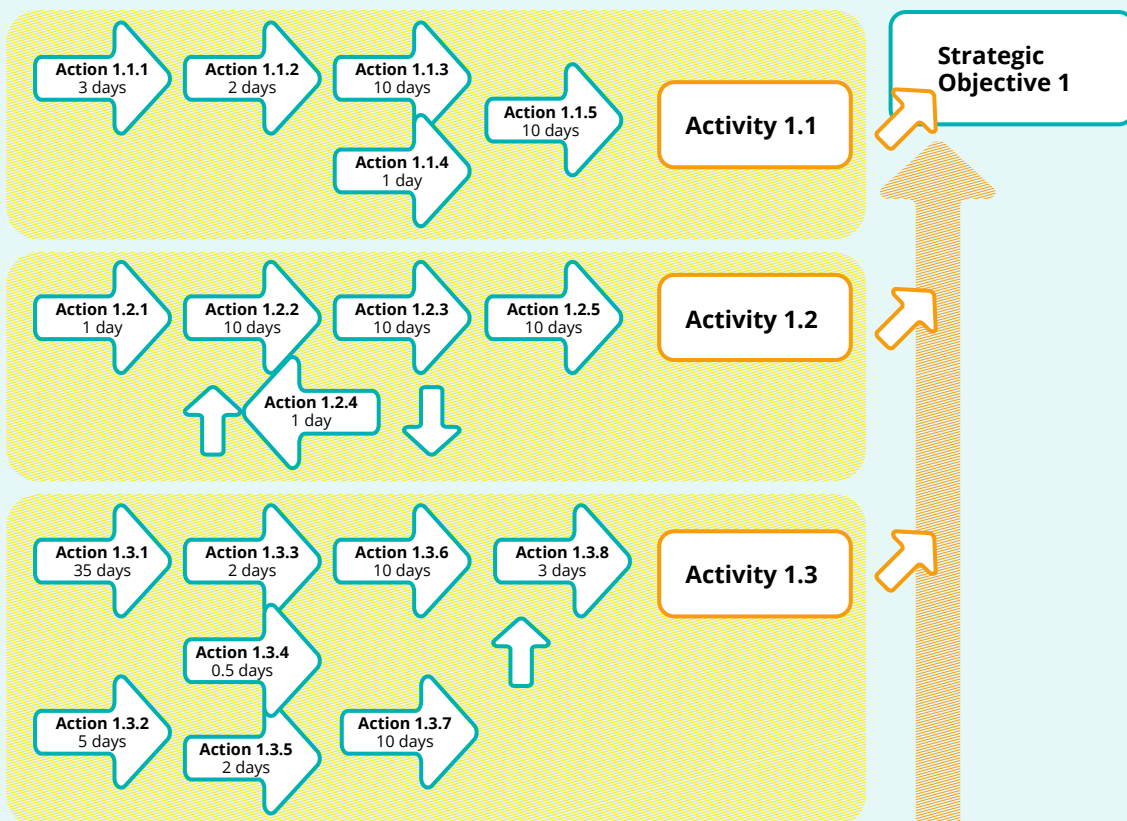 Action 1.1.1
3 days
Action 1.1.2
2 days
Action 1.1.3
10 days
Action 1.1.4
1 day
Action 1.1.5
10 days
Activity 1.1
Strategic
Objective 1
Action 1.2.1
1 day
Action 1.2.2
10 days
Action 1.2.3
10 days
Action 1.2.5
10 days
Action 1.2.4
1 day
Activity 1.2
Action 1.3.1
35 days
Action 1.3.3
2 days
Action 1.3.6
10 days
Action 1.3.8
3 days
Activity 1.3
Action 1.3.4
0.5 days
Action 1.3.2
5 days
Action 1.3.5
2 days
Action 1.3.7
10 days